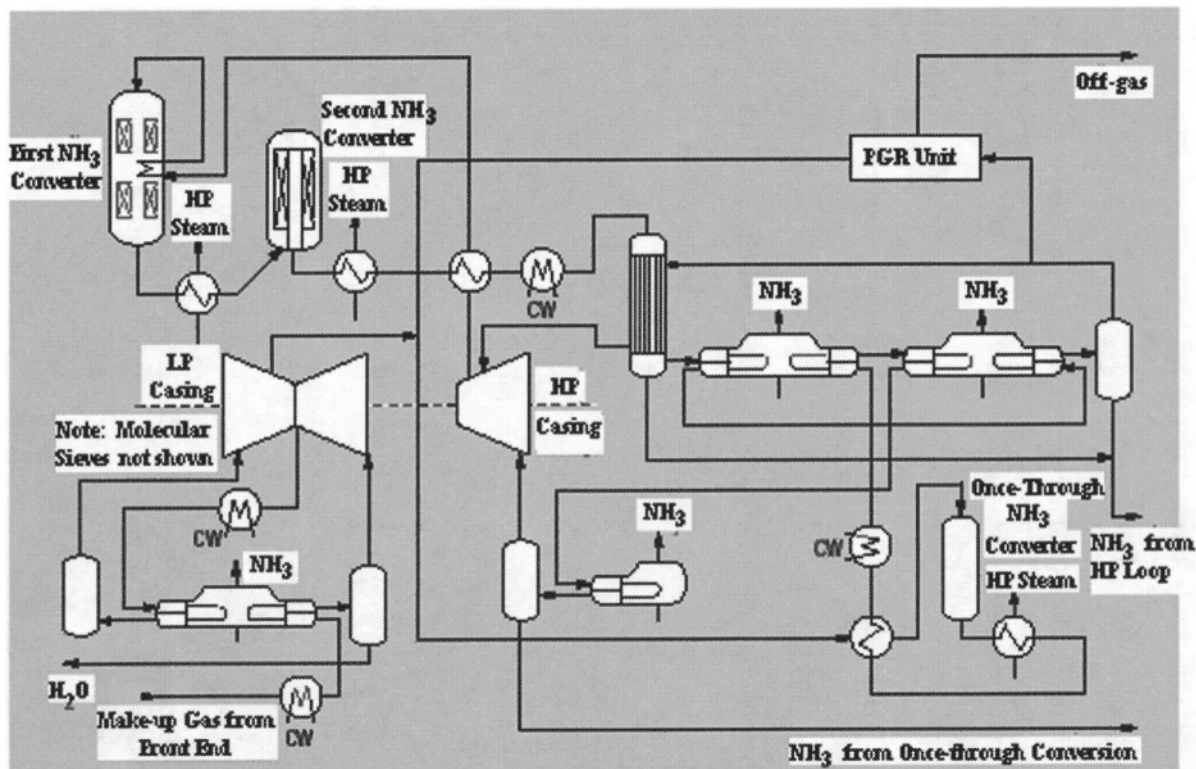 Off-gas
Second NH3
Converter
First NH3
Converter
PGR Unit
HP
Steam
HP
Steam
CW
NH3
NH3
LP
Casing
HP
Casing
Note: Molecular
Sieves not shown
Once-Through
NH3
Converter
NH3
CW
CW
NH3 from
HP Loop
HP Steam
NH3
H2O
Make-up Gas from
Front End
CW
NH3 from Once-through Conversion